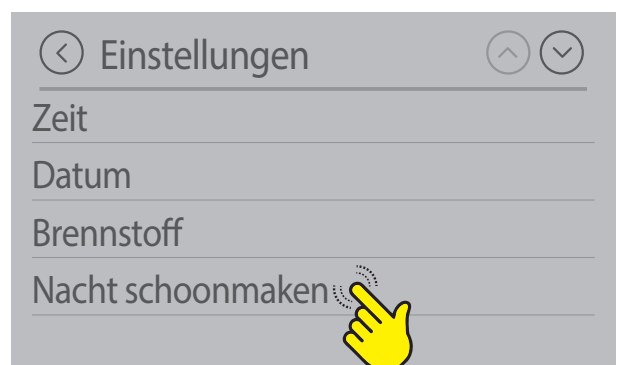 Einstellungen
Zeit
Datum
Brennstoff
Nacht schoonmaken